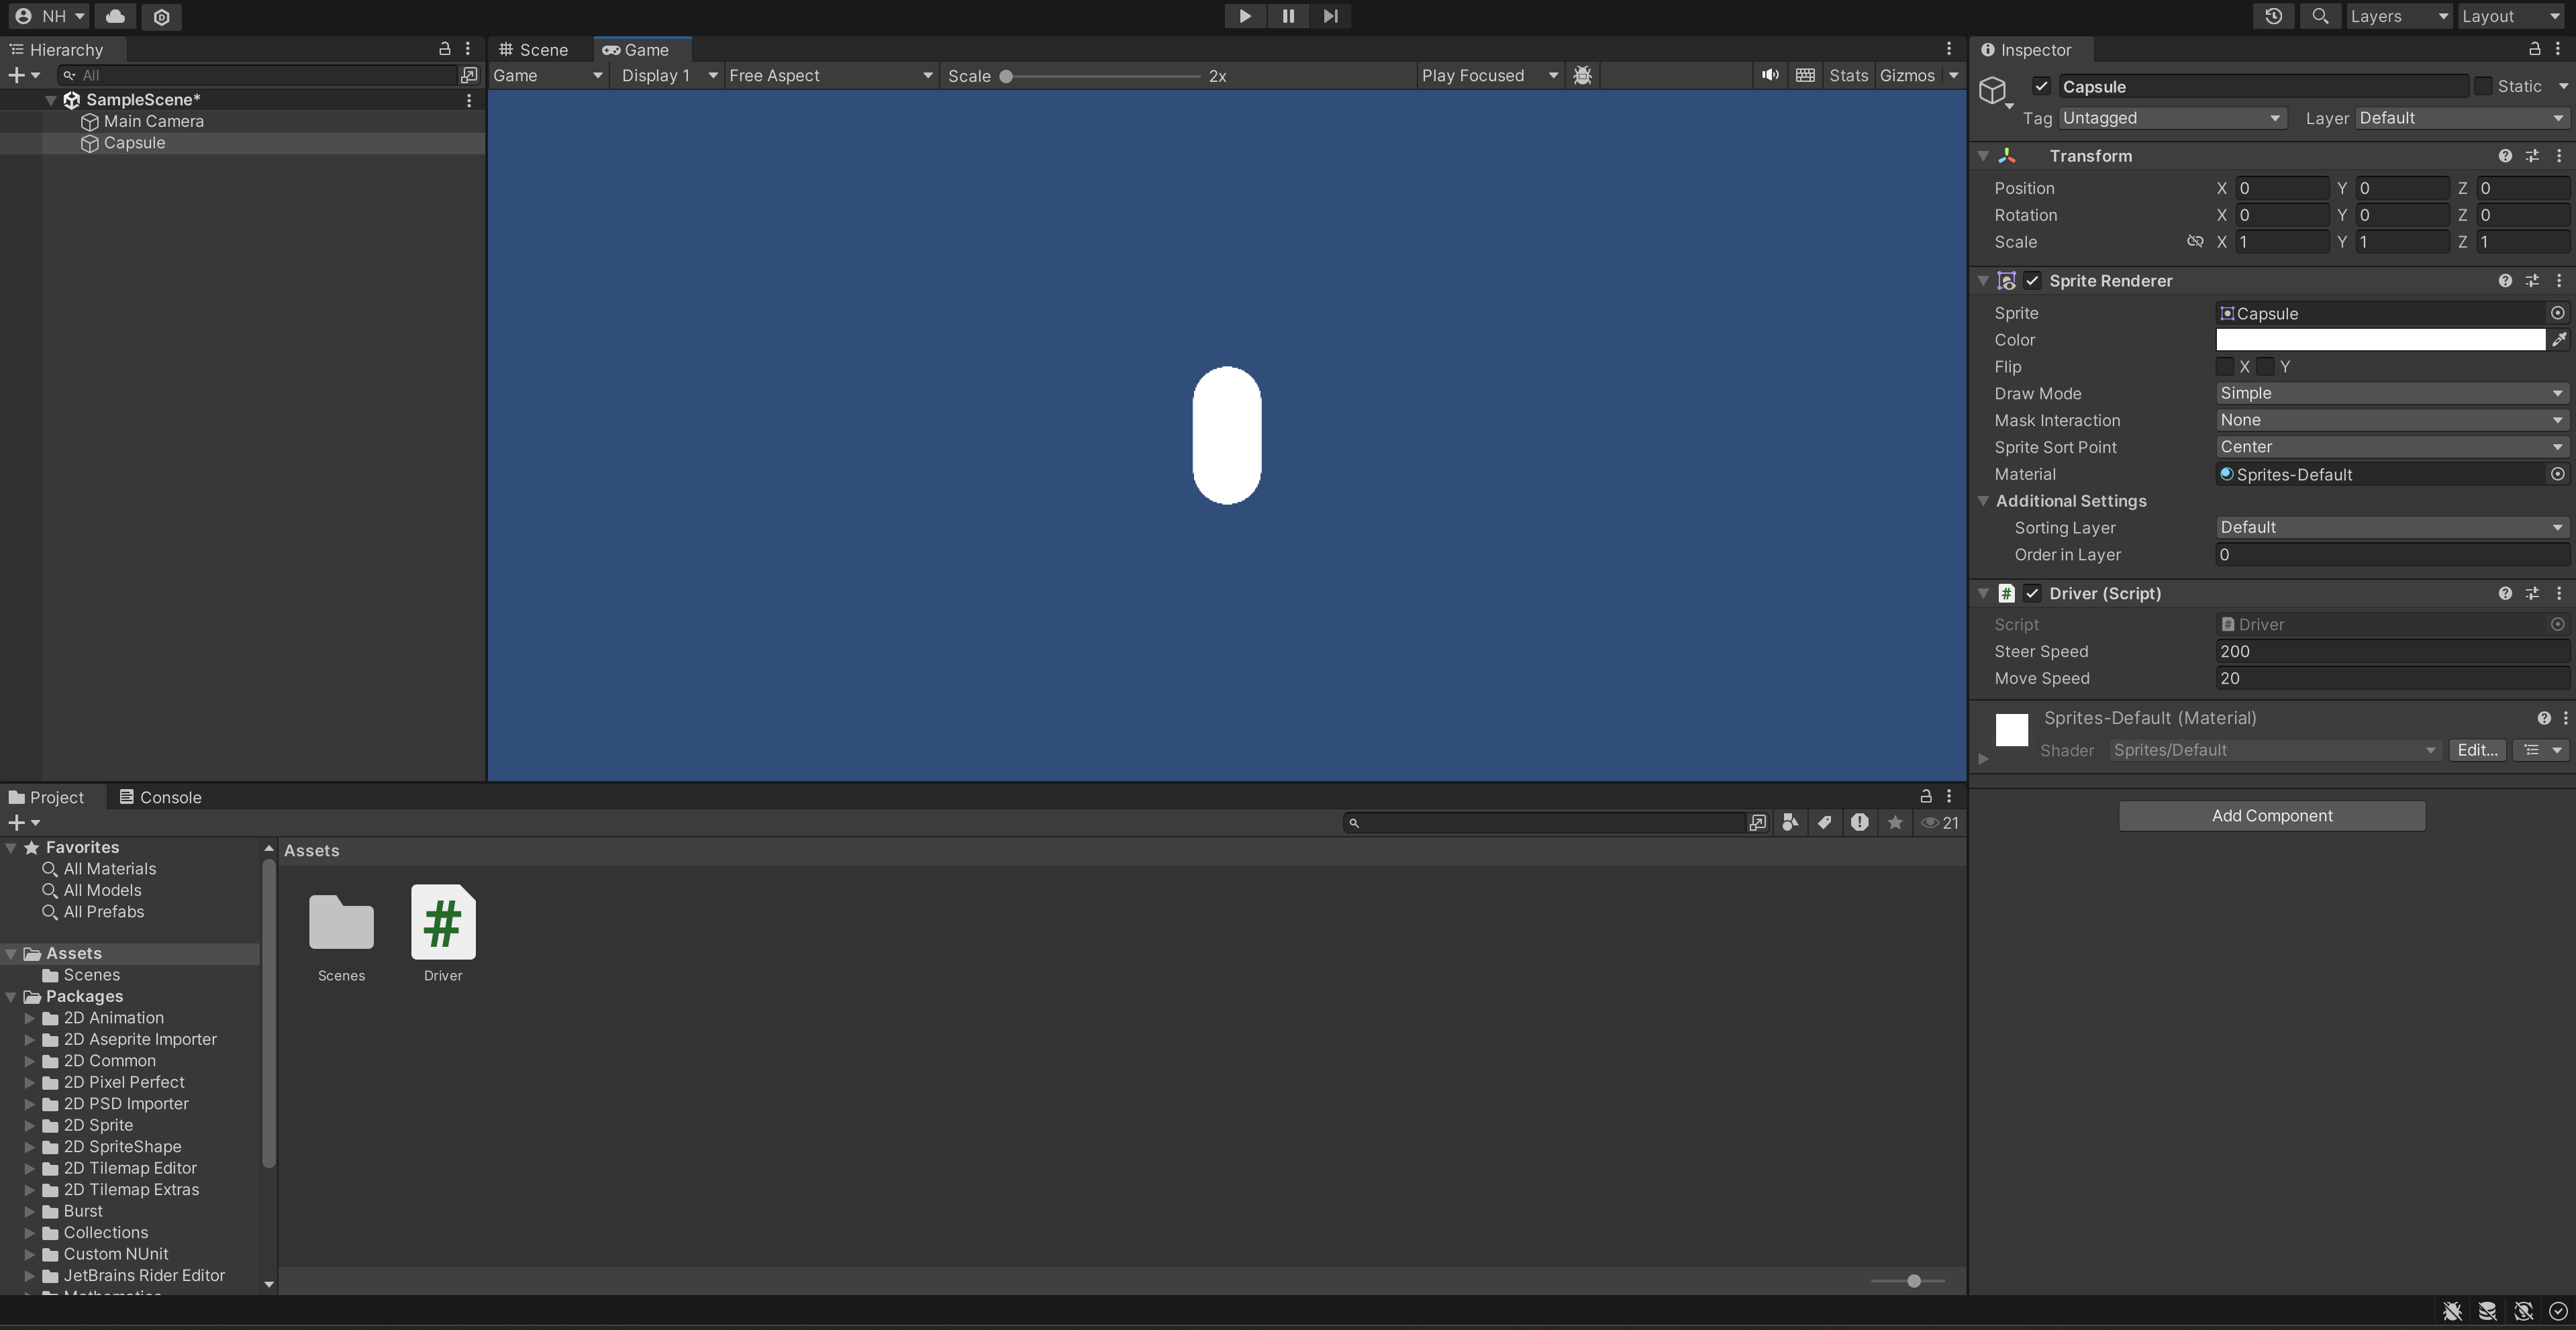 NH
Layers
Layout
Hierarchy
All
SampleScene*
Main Camera
Capsule
Scene
Game
Game
Display 1
Free Aspect
Scale
2x
Play Focused
Stats
Gizmos
Inspector
Capsule
Static
Tag
Untagged
Layer
Default
Transform
Position X 0 Y 0 Z 0
Rotation X 0 Y 0 Z 0
Scale X 1 Y 1 Z 1
Sprite Renderer
Sprite Capsule
Color
Flip X Y
Draw Mode Simple
Mask Interaction None
Sprite Sort Point Center
Material Sprites-Default
Additional Settings
Sorting Layer Default
Order in Layer 0
# Driver (Script)
Script # Driver
Steer Speed 200
Move Speed 20
Sprites-Default (Material)
Shader Sprites/Default Edit...
Add Component
Project
Console
21
Favorites
All Materials
All Models
All Prefabs
Assets
Scenes
Packages
2D Animation
2D Aseprite Importer
2D Common
2D Pixel Perfect
2D PSD Importer
2D Sprite
2D SpriteShape
2D Tilemap Editor
2D Tilemap Extras
Burst
Collections
Custom NUnit
JetBrains Rider Editor
Assets
#
Scenes
Driver